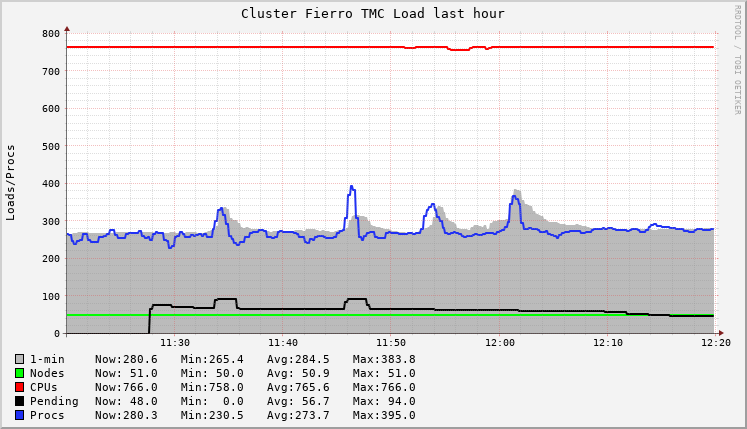 Cluster Fierro TMC Load last hour
RRDTOOL / TOBI OETIKER
Loads/Procs
800
700
600
500
400
300
200
100
0
11:30 11:40 11:50 12:00 12:10 12:20
1-min Now:280.6 Min:265.4 Avg:284.5 Max:383.8
Nodes Now: 51.0 Min: 50.0 Avg: 50.9 Max: 51.0
CPUs Now:766.0 Min:758.0 Avg:765.6 Max:766.0
Pending Now: 48.0 Min: 0.0 Avg: 56.7 Max: 94.0
Procs Now:280.3 Min:230.5 Avg:273.7 Max:395.0